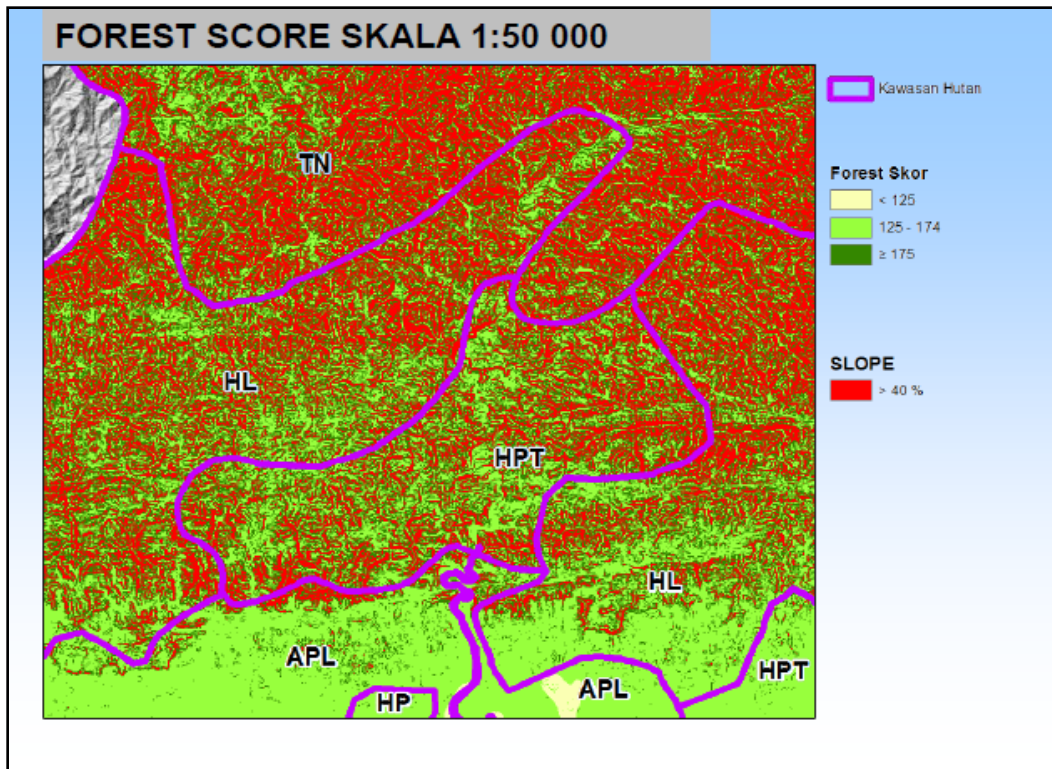 FOREST SCORE SKALA 1:50 000
Kawasan Hutan
TN
Forest Skor
< 125
125 - 174
≥ 175
SLOPE
> 40 %
HL
HPT
HL
APL
HPT
APL
HP